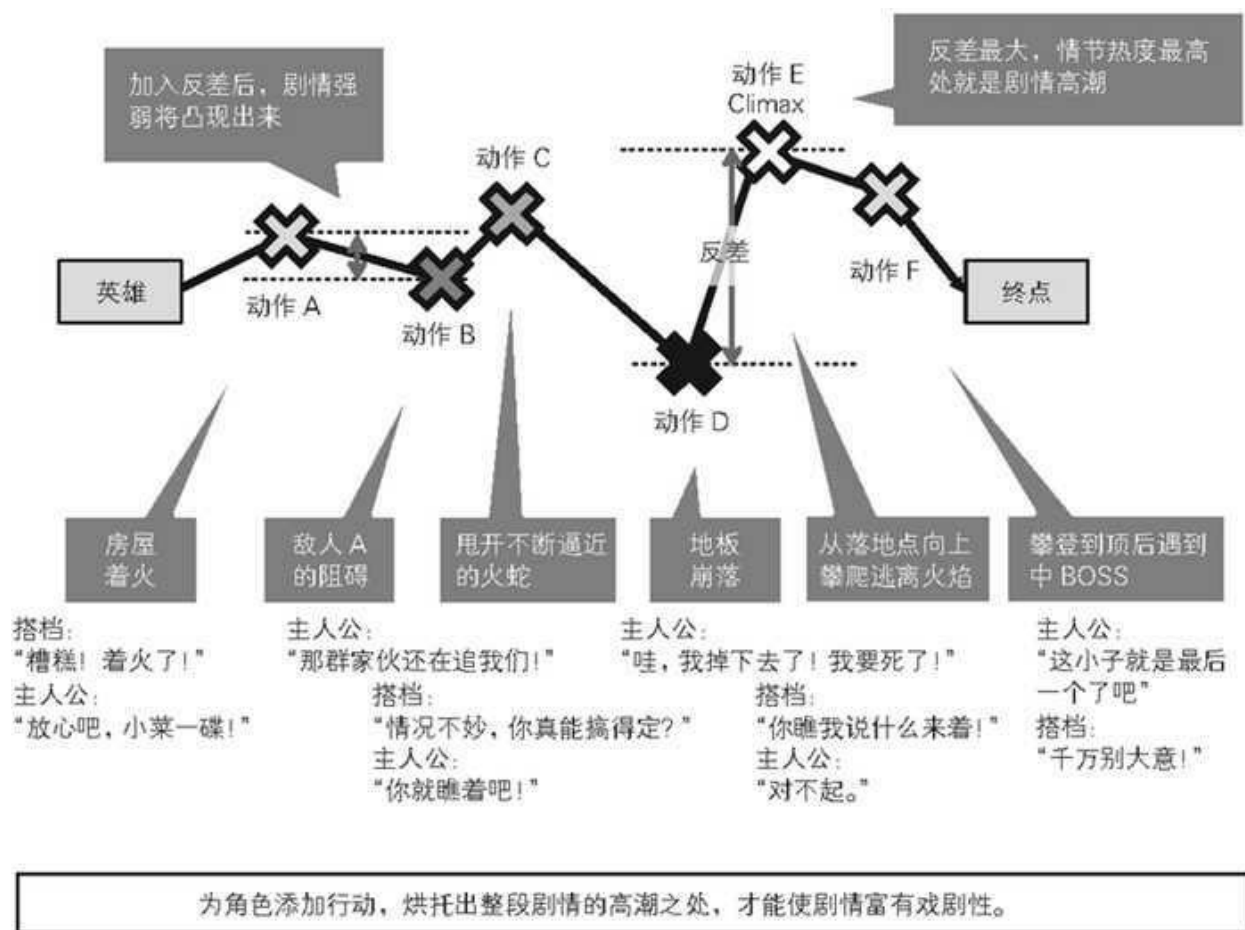 加入反差后，剧情强
弱将凸现出来
反差最大，情节热度最高
处就是剧情高潮
动作 E
Climax
动作 C
英雄
动作 A
动作 B
反差
动作 F
终点
动作 D
房屋
着火
敌人 A
的阻碍
甩开不断逼近
的火蛇
地板
崩落
从落地点向上
攀爬逃离火焰
攀登到顶后遇到
中 BOSS
搭档：
“糟糕！着火了！”
主人公：
“放心吧，小菜一碟！”
主人公：
“那群家伙还在追我们！”
搭档：
“情况不妙，你真能搞得定？”
主人公：
“你就瞧着吧！”
主人公：
“哇，我掉下去了！我要死了！”
搭档：
“你瞧我说什么来着！”
主人公：
“对不起。”
主人公：
“这小子就是最后
一个了吧”
搭档：
“千万别大意！”
为角色添加行动，烘托出整段剧情的高潮之处，才能使剧情富有戏剧性。